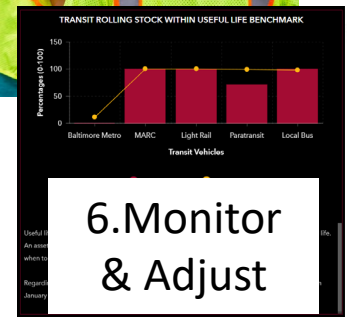 TRANSIT ROLLING STOCK WITHIN USEFUL LIFE BENCHMARK
Percentages (0-100)
150
100
50
0
Baltimore Metro MARC Light Rail Paratransit Local Bus
Transit Vehicles
6.Monitor
& Adjust
Useful li
life.
An asset
when to
Regardi
January